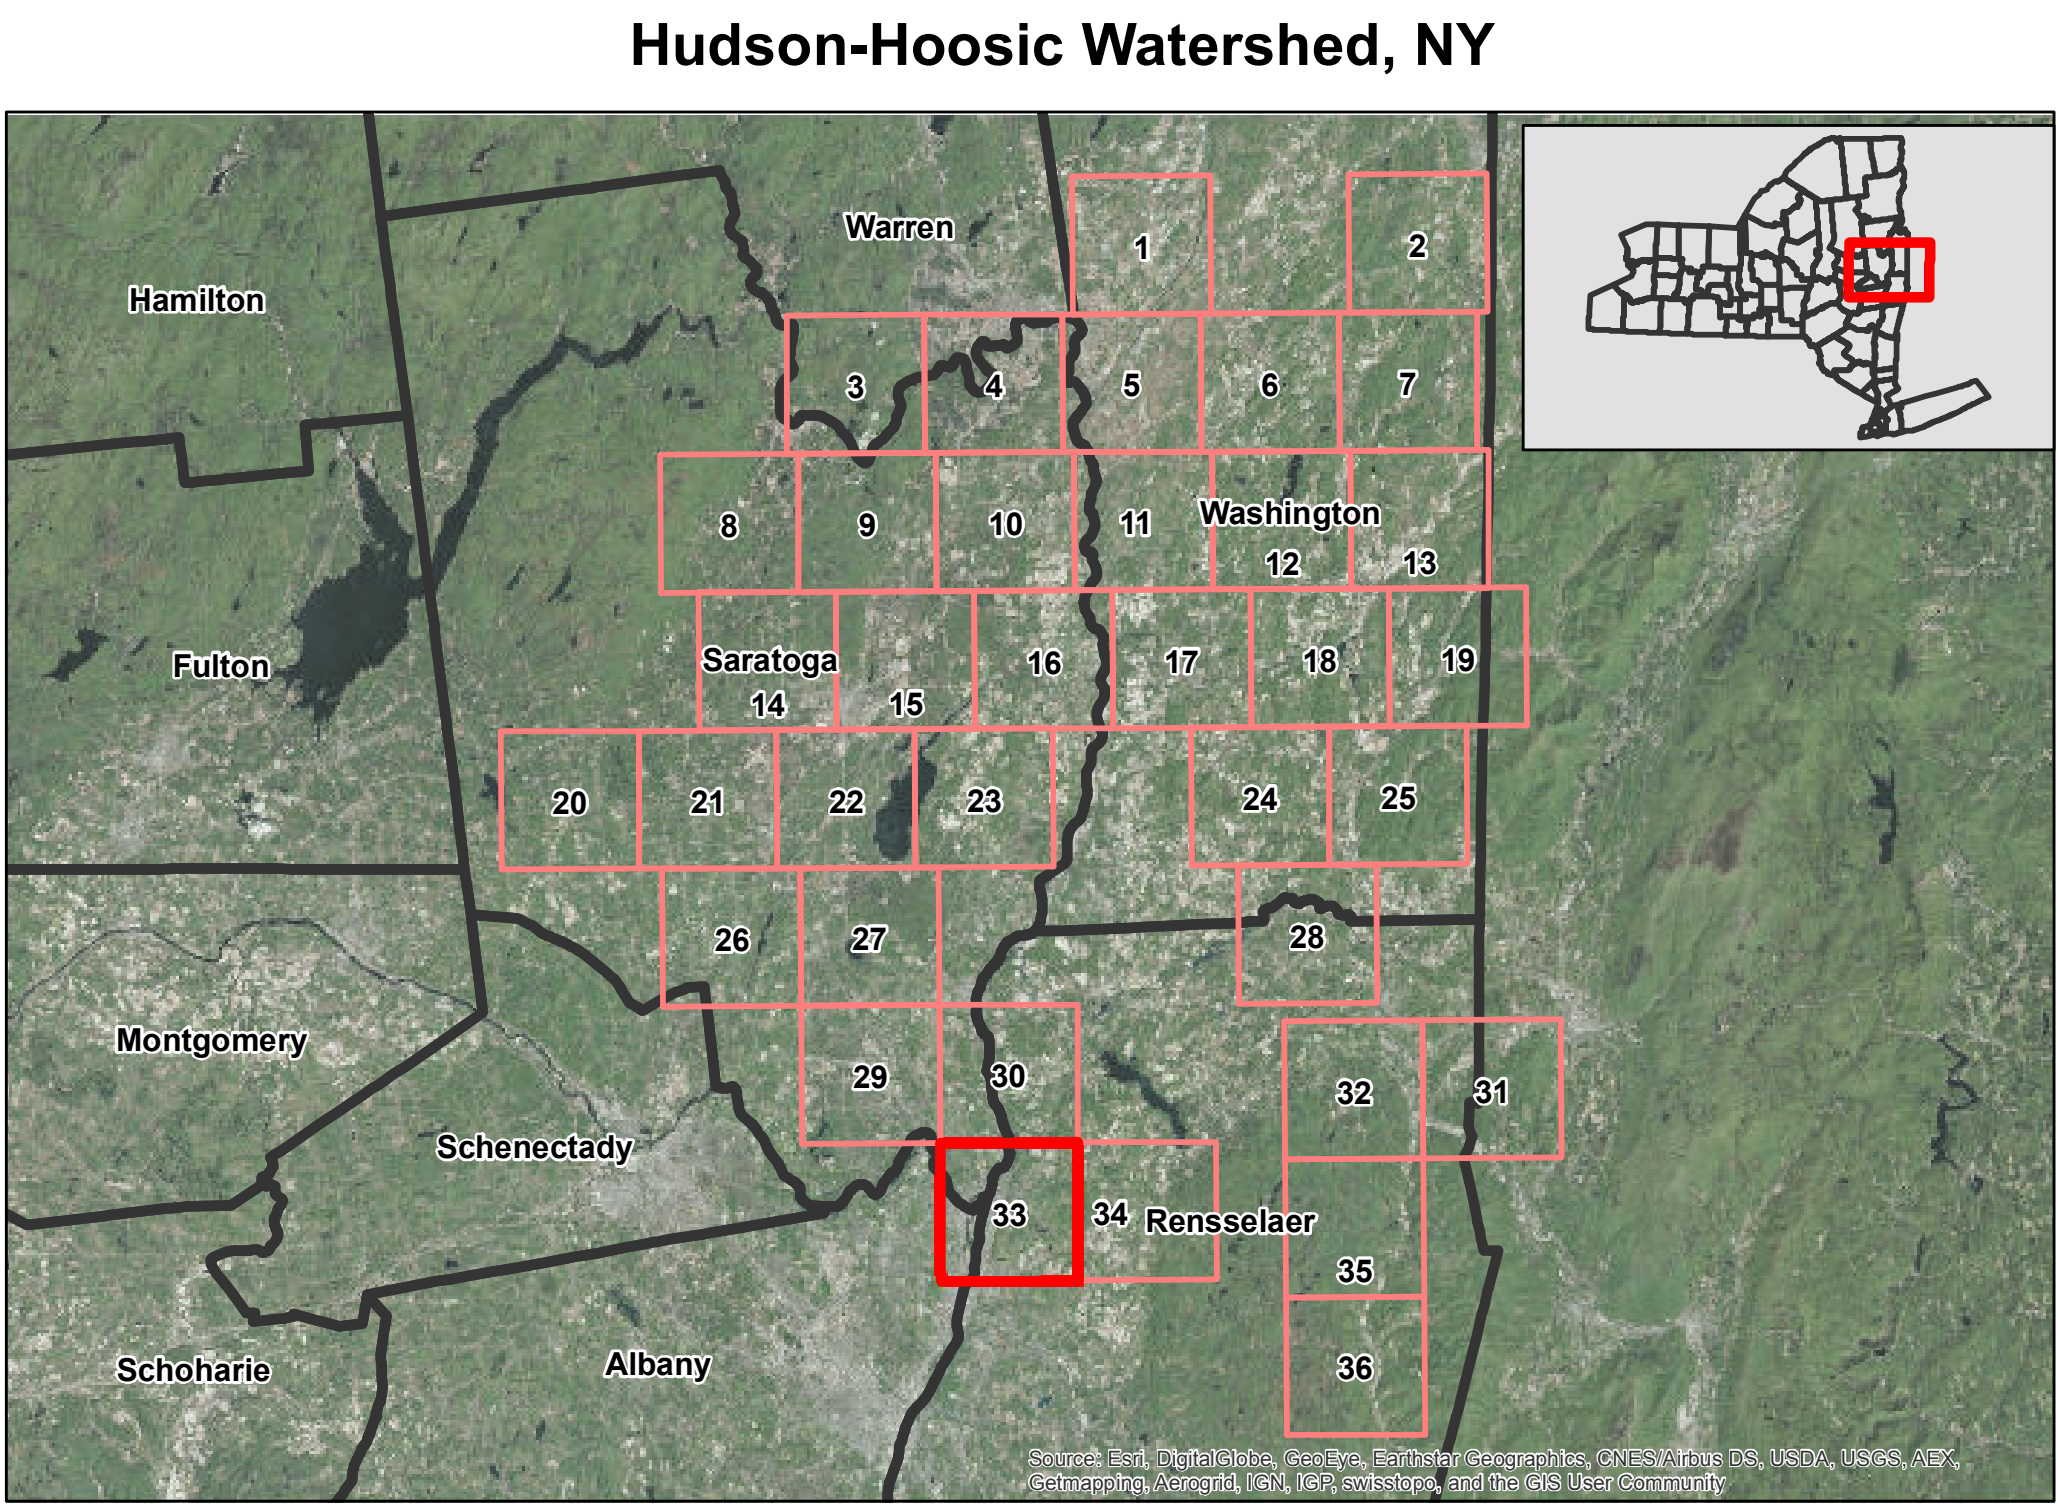 Hudson-Hoosic Watershed, NY
Warren
1
2
Hamilton
3
4
5
6
7
8
9
10
11
Washington
12
13
Fulton
Saratoga
14
15
16
17
18
19
20
21
22
23
24
25
26
27
28
Montgomery
29
30
32
31
Schenectady
33
34
Rensselaer
35
Schoharie
Albany
36
Source: Esri, DigitalGlobe, GeoEye, Earthstar Geographics, CNES/Airbus DS, USDA, USGS, AEX,
Getmapping, Aerogrid, IGN, IGP, swisstopo, and the GIS User Community